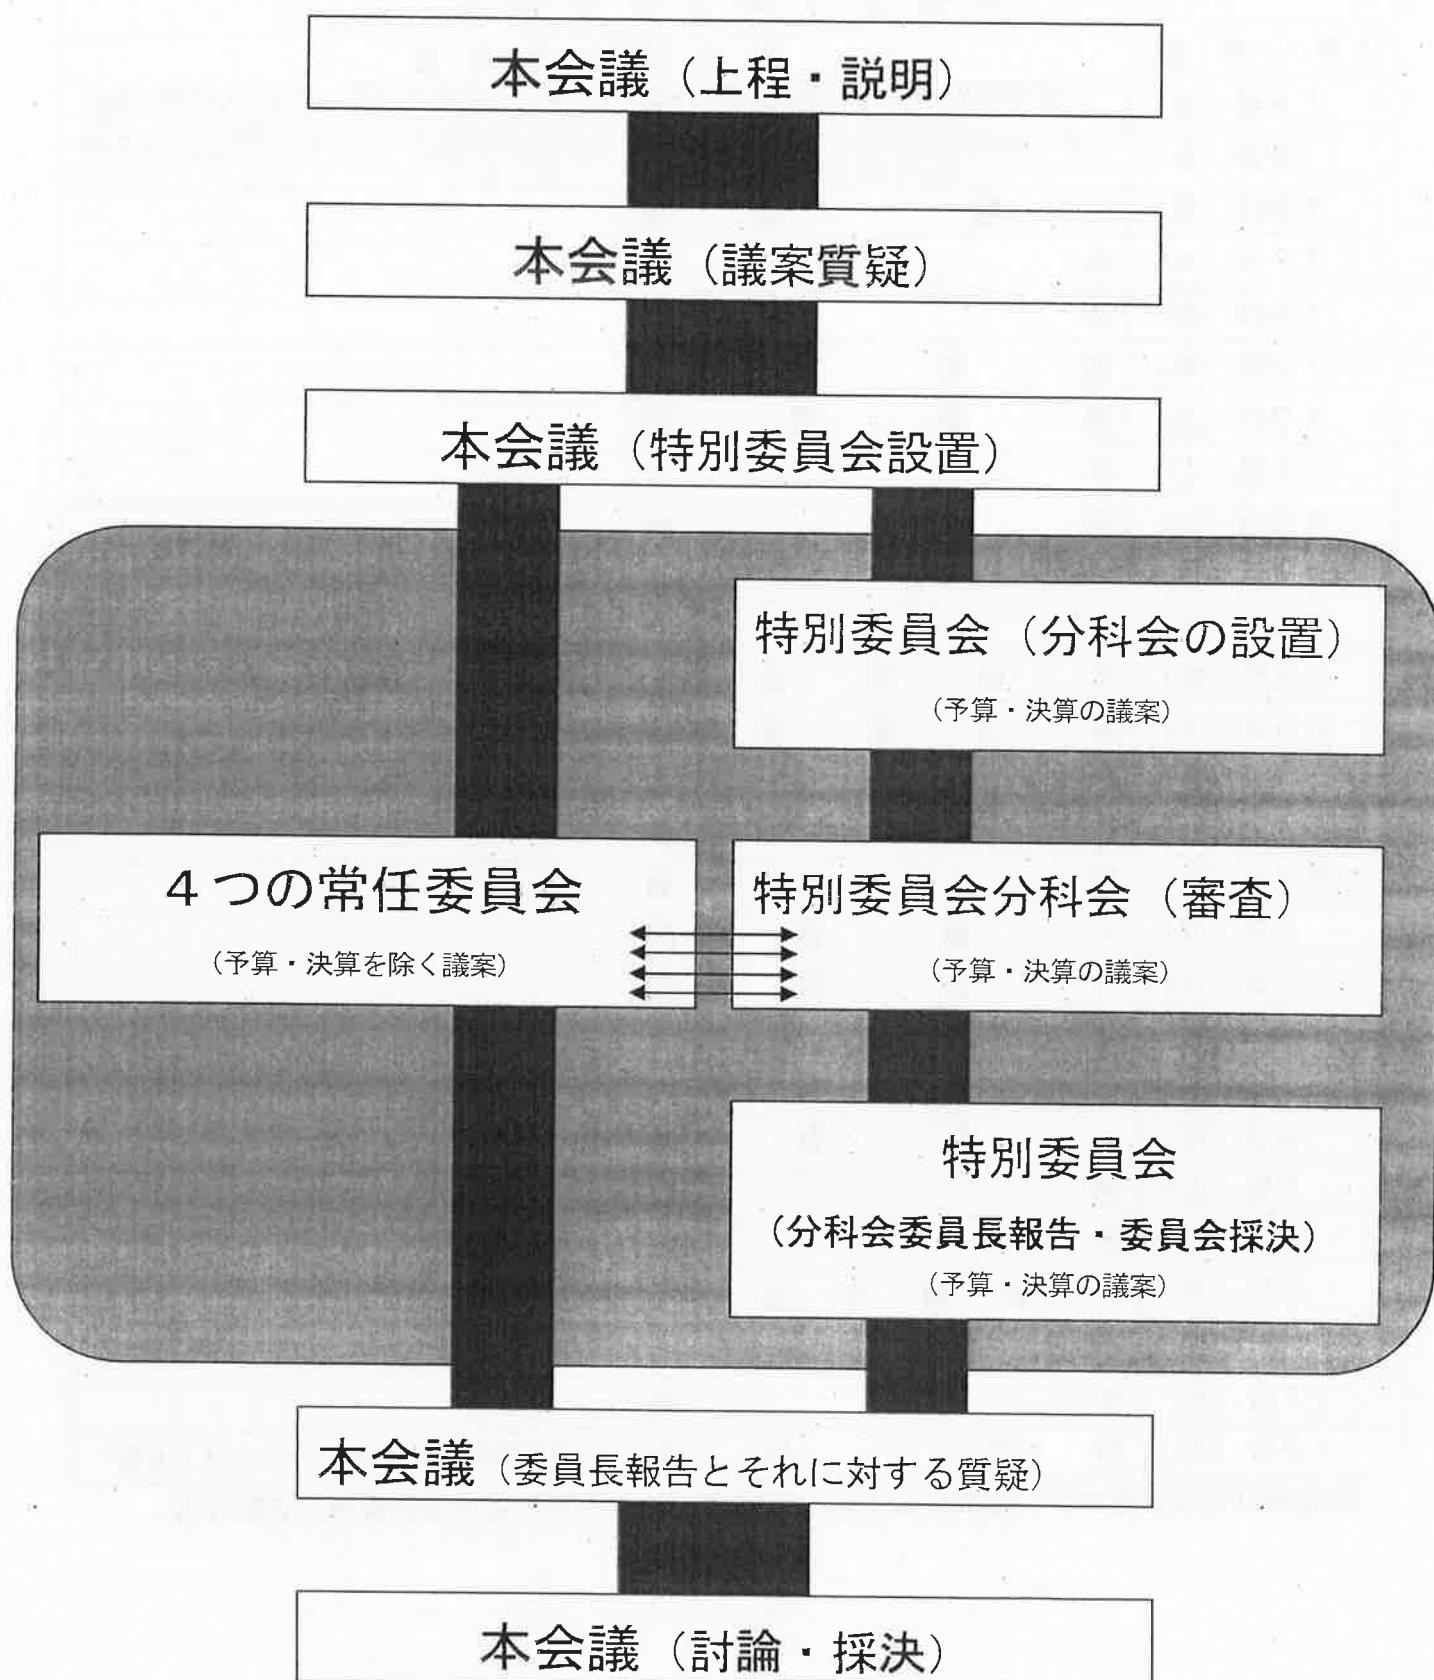 本会議（上程・説明）
本会議（議案質疑）
本会議（特別委員会設置）
特別委員会（分科会の設置）
（予算・決算の議案）
４つの常任委員会
（予算・決算を除く議案）
特別委員会分科会（審査）
（予算・決算の議案）
特別委員会
（分科会委員長報告・委員会採決）
（予算・決算の議案）
本会議（委員長報告とそれに対する質疑）
本会議（討論・採決）